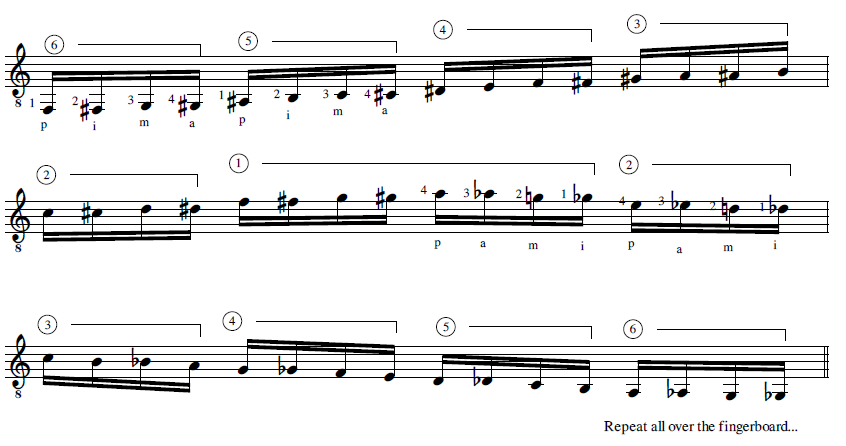 6 5 4 3
8
1 2 3 4 1 2 3 4
p i m a p i m a
2 1 2
4 3 2 1 4 3 2 1
8
p a m i p a m i
3 4 5 6
8
Repeat all over the fingerboard...